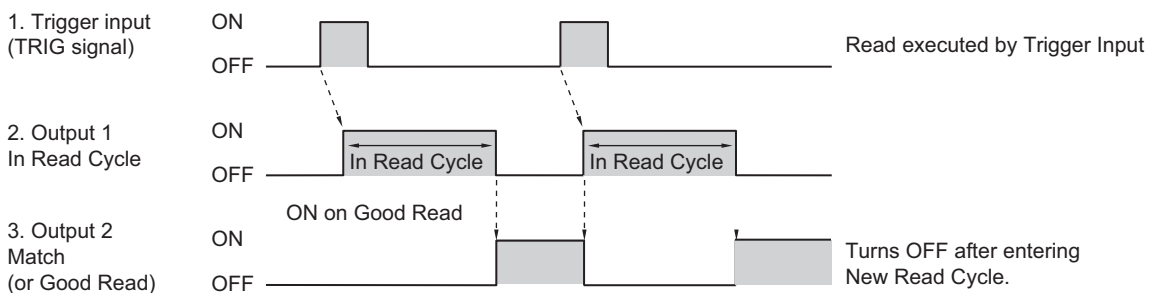 1. Trigger input
(TRIG signal)
ON
OFF
Read executed by Trigger Input
2. Output 1
In Read Cycle
ON
OFF
In Read Cycle
In Read Cycle
ON on Good Read
3. Output 2
Match
(or Good Read)
ON
OFF
Turns OFF after entering
New Read Cycle.